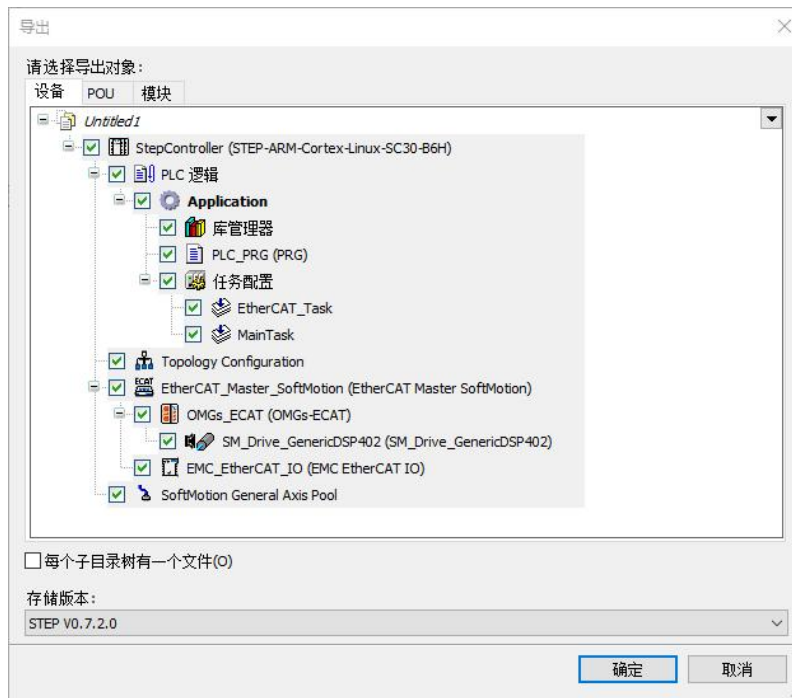 导出
请选择导出对象:
设备 POU 模块
Untitled1
StepController (STEP-ARM-Cortex-Linux-SC30-B6H)
PLC 逻辑
Application
库管理器
PLC_PRG (PRG)
任务配置
EtherCAT_Task
MainTask
Topology Configuration
ECAT EtherCAT_Master_SoftMotion (EtherCAT Master SoftMotion)
OMGs_ECAT (OMGs-ECAT)
SM_Drive_GenericDSP402 (SM_Drive_GenericDSP402)
EMC_EtherCAT_IO (EMC EtherCAT IO)
SoftMotion General Axis Pool
每个子目录树有一个文件(O)
存储版本:
STEP V0.7.2.0
确定 取消